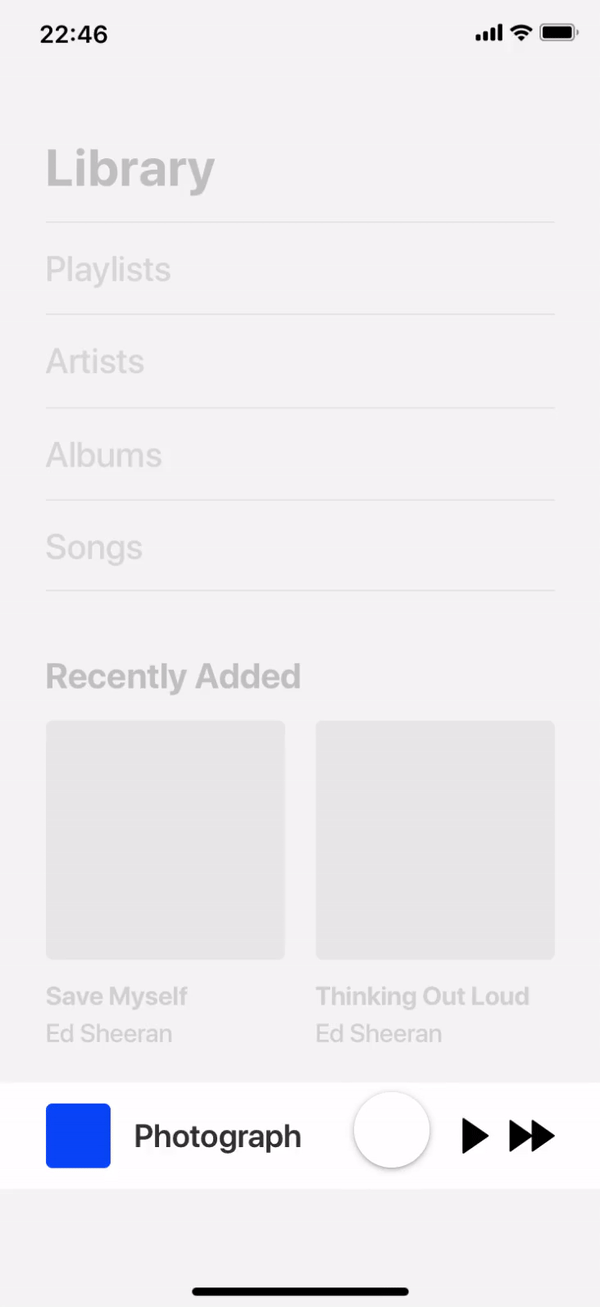 22:46
Library
Playlists
Artists
Albums
Songs
Recently Added
Save Myself
Ed Sheeran
Thinking Out Loud
Ed Sheeran
Photograph